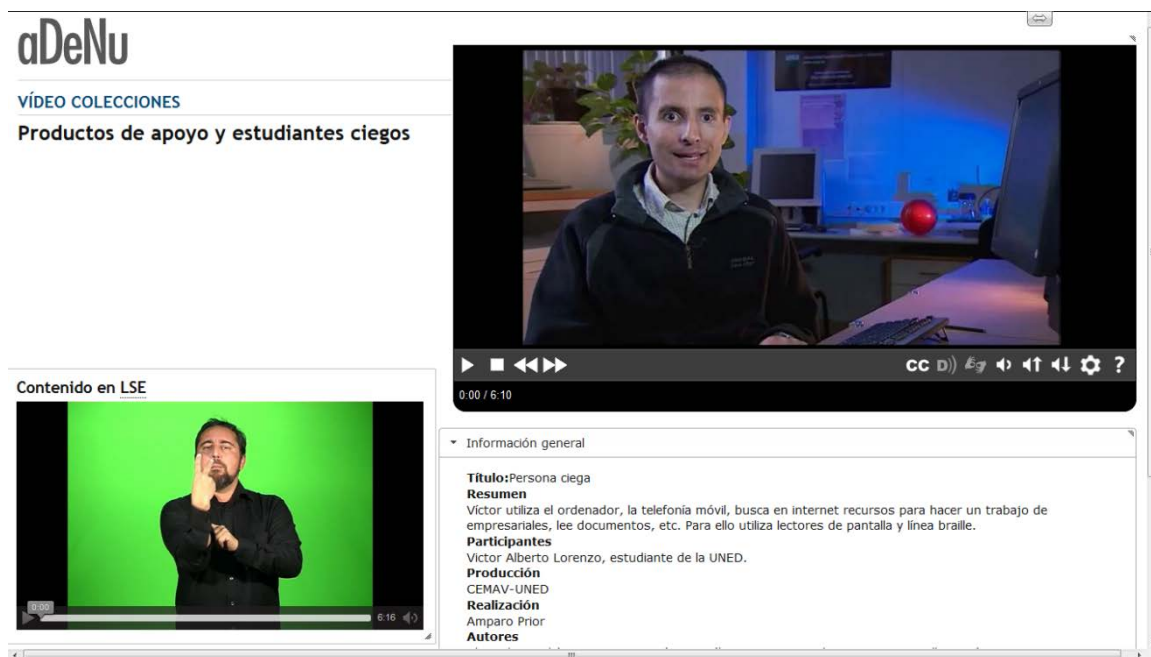 aDeNu
VÍDEO COLECCIONES
Productos de apoyo y estudiantes ciegos
CC D)) ?
0:00 / 6:10
Contenido en LSE
0:00
6:16
Información general
Título:Persona ciega
Resumen
Víctor utiliza el ordenador, la telefonía móvil, busca en internet recursos para hacer un trabajo de
empresariales, lee documentos, etc. Para ello utiliza lectores de pantalla y línea braille.
Participantes
Victor Alberto Lorenzo, estudiante de la UNED.
Producción
CEMAV-UNED
Realización
Amparo Prior
Autores